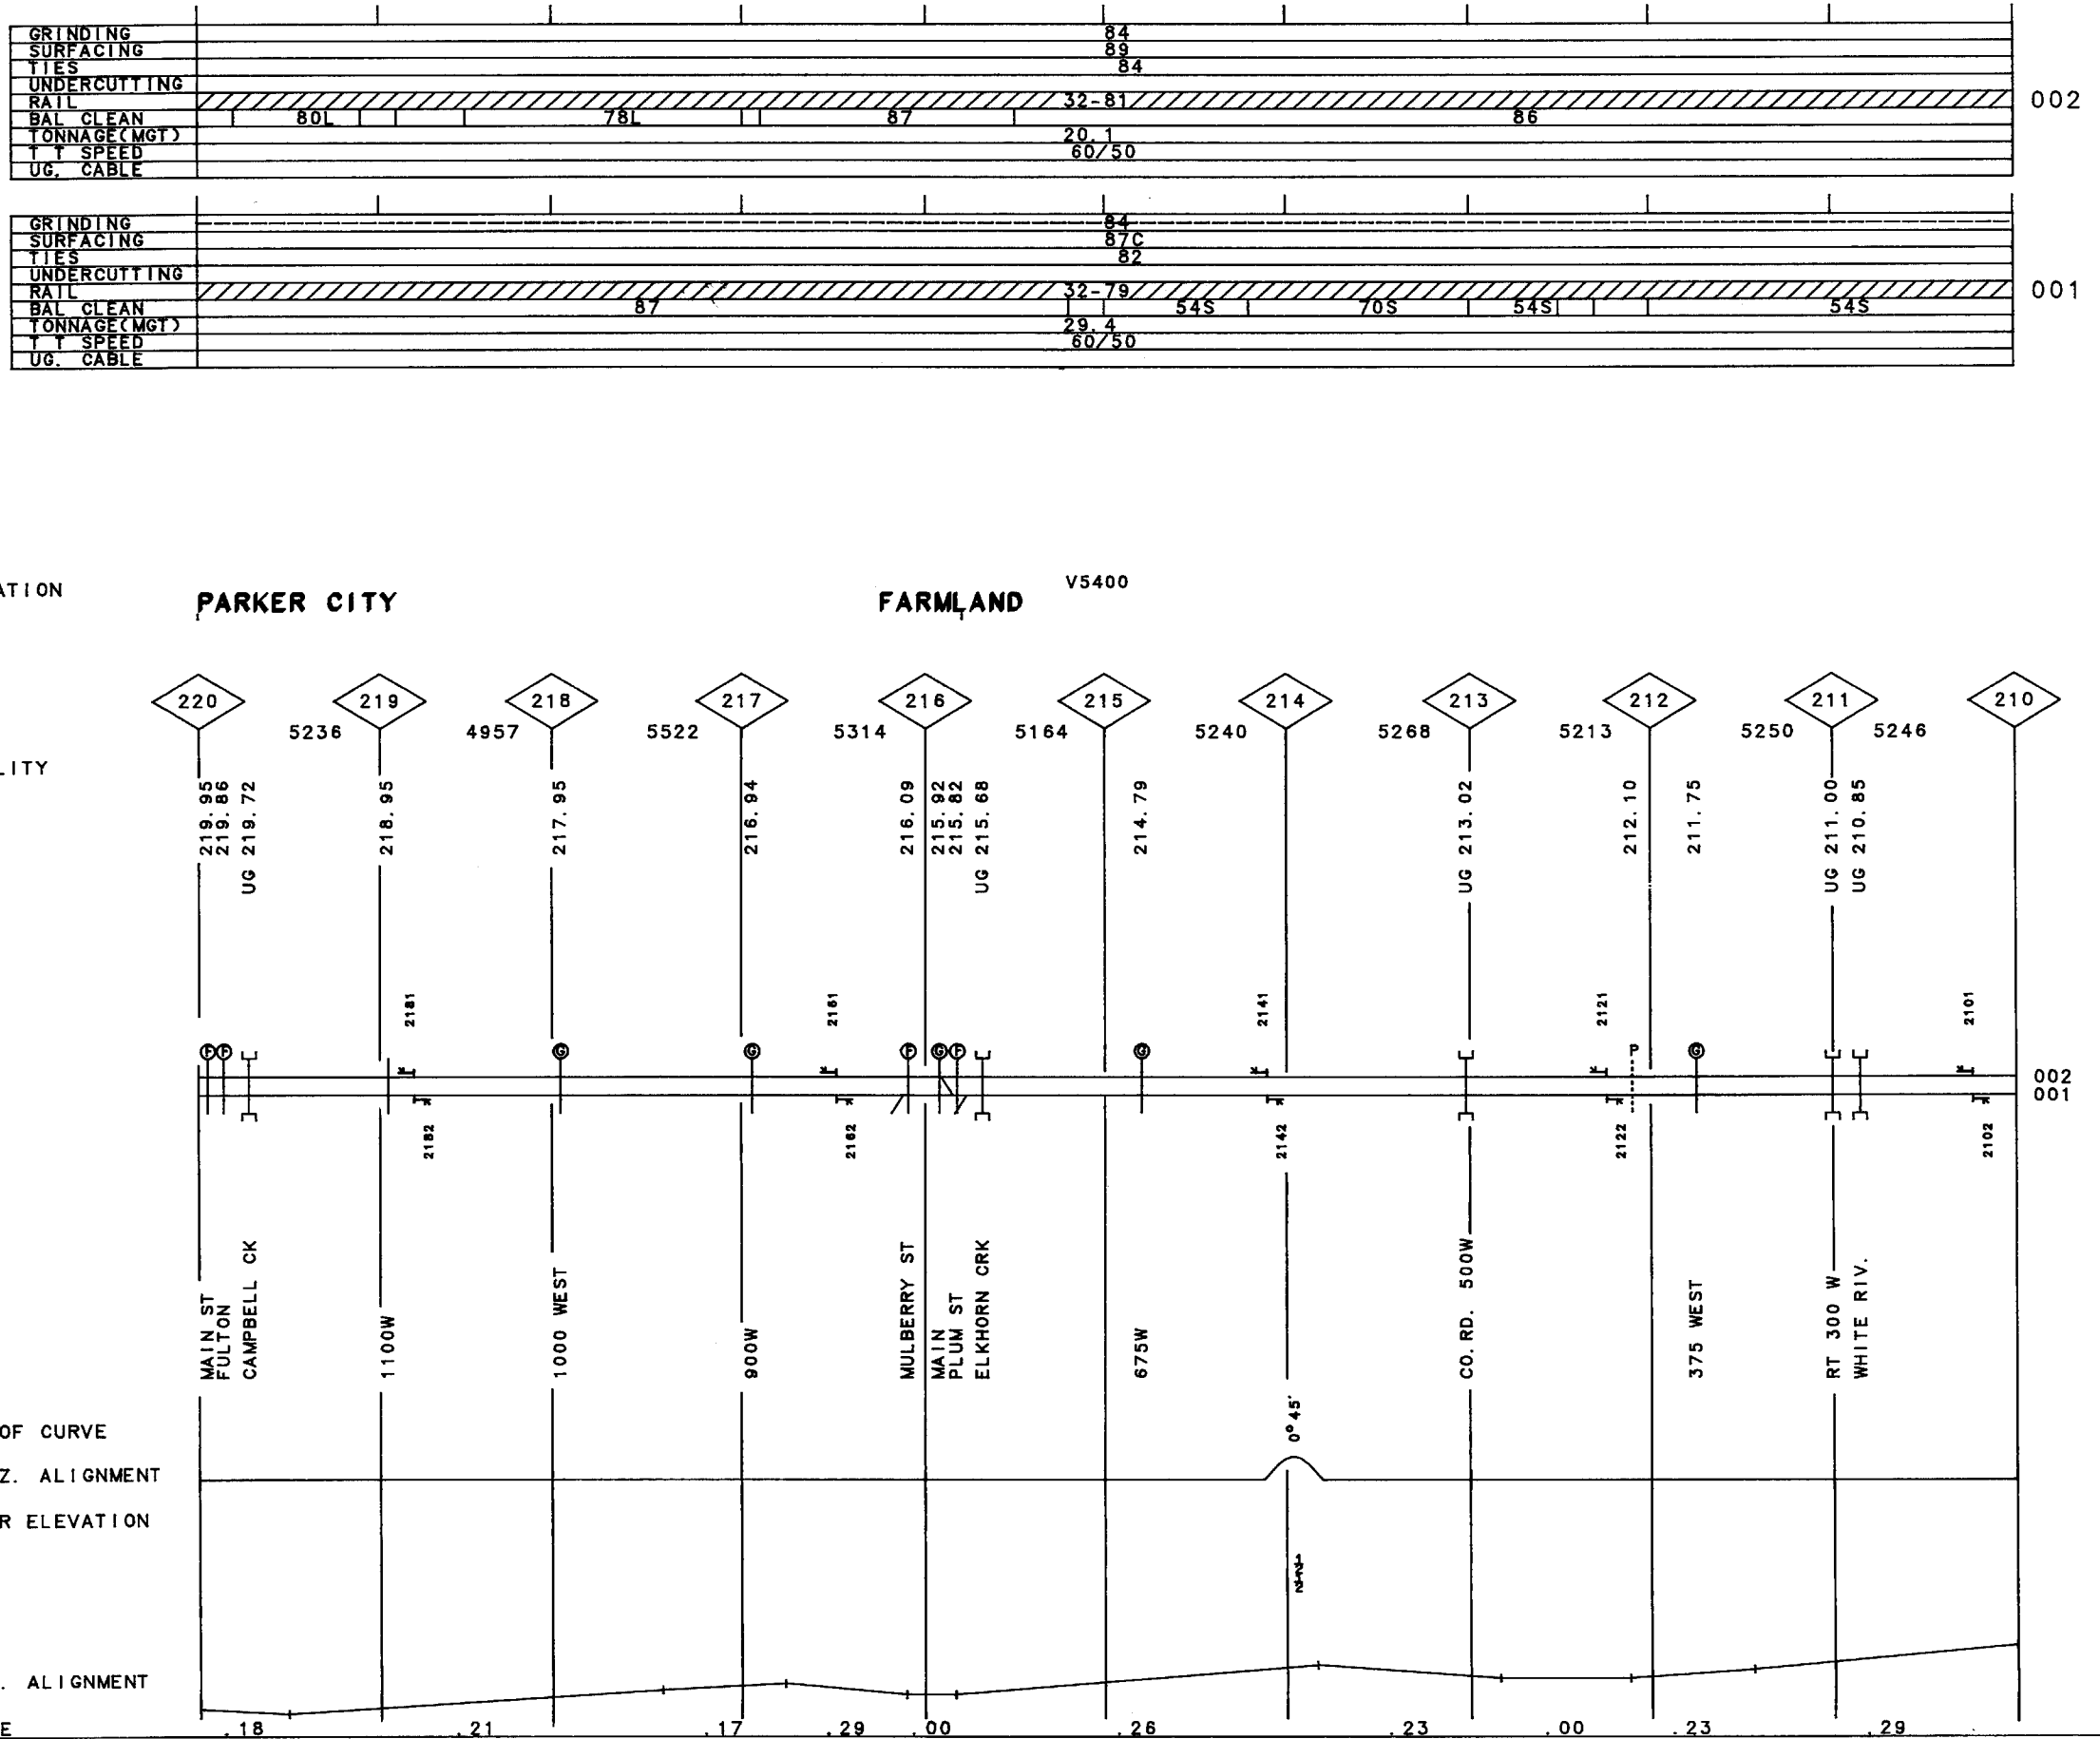 GRINDING 84
SURFACING 89
TIES 84
UNDERCUTTING
RAIL 32-81 002
BAL CLEAN 80L 78L 87 86
TONNAGE(MGT) 20.1
T T SPEED 60/50
UG. CABLE
GRINDING 84
SURFACING 87C
TIES 82
UNDERCUTTING
RAIL 32-79 001
BAL CLEAN 87 54S 70S 54S 54S
TONNAGE(MGT) 29.4
T T SPEED 60/50
UG. CABLE
ATION PARKER CITY FARMLAND V5400
220 219 218 217 216 215 214 213 212 211 210
5236 4957 5522 5314 5164 5240 5268 5213 5250 5246
LITY
219.95
219.86
UG 219.72
218.95
217.95
216.94
216.09
215.92
215.82
UG 215.68
214.79
UG 213.02
212.10
211.75
UG 211.00
UG 210.85
2181 2161 2141 2121 2101
F F G G F G F G P G
002
001
2182 2162 2142 2122 2102
MAIN ST
FULTON
CAMPBELL CK
1100W
1000 WEST
900W
MULBERRY ST
MAIN
PLUM ST
ELKHORN CRK
675W
CO.RD. 500W
375 WEST
RT 300 W
WHITE RIV.
OF CURVE 0°45'
Z. ALIGNMENT
R ELEVATION
. ALIGNMENT
E .18 .21 .17 .29 .00 .26 .23 .00 .23 .29